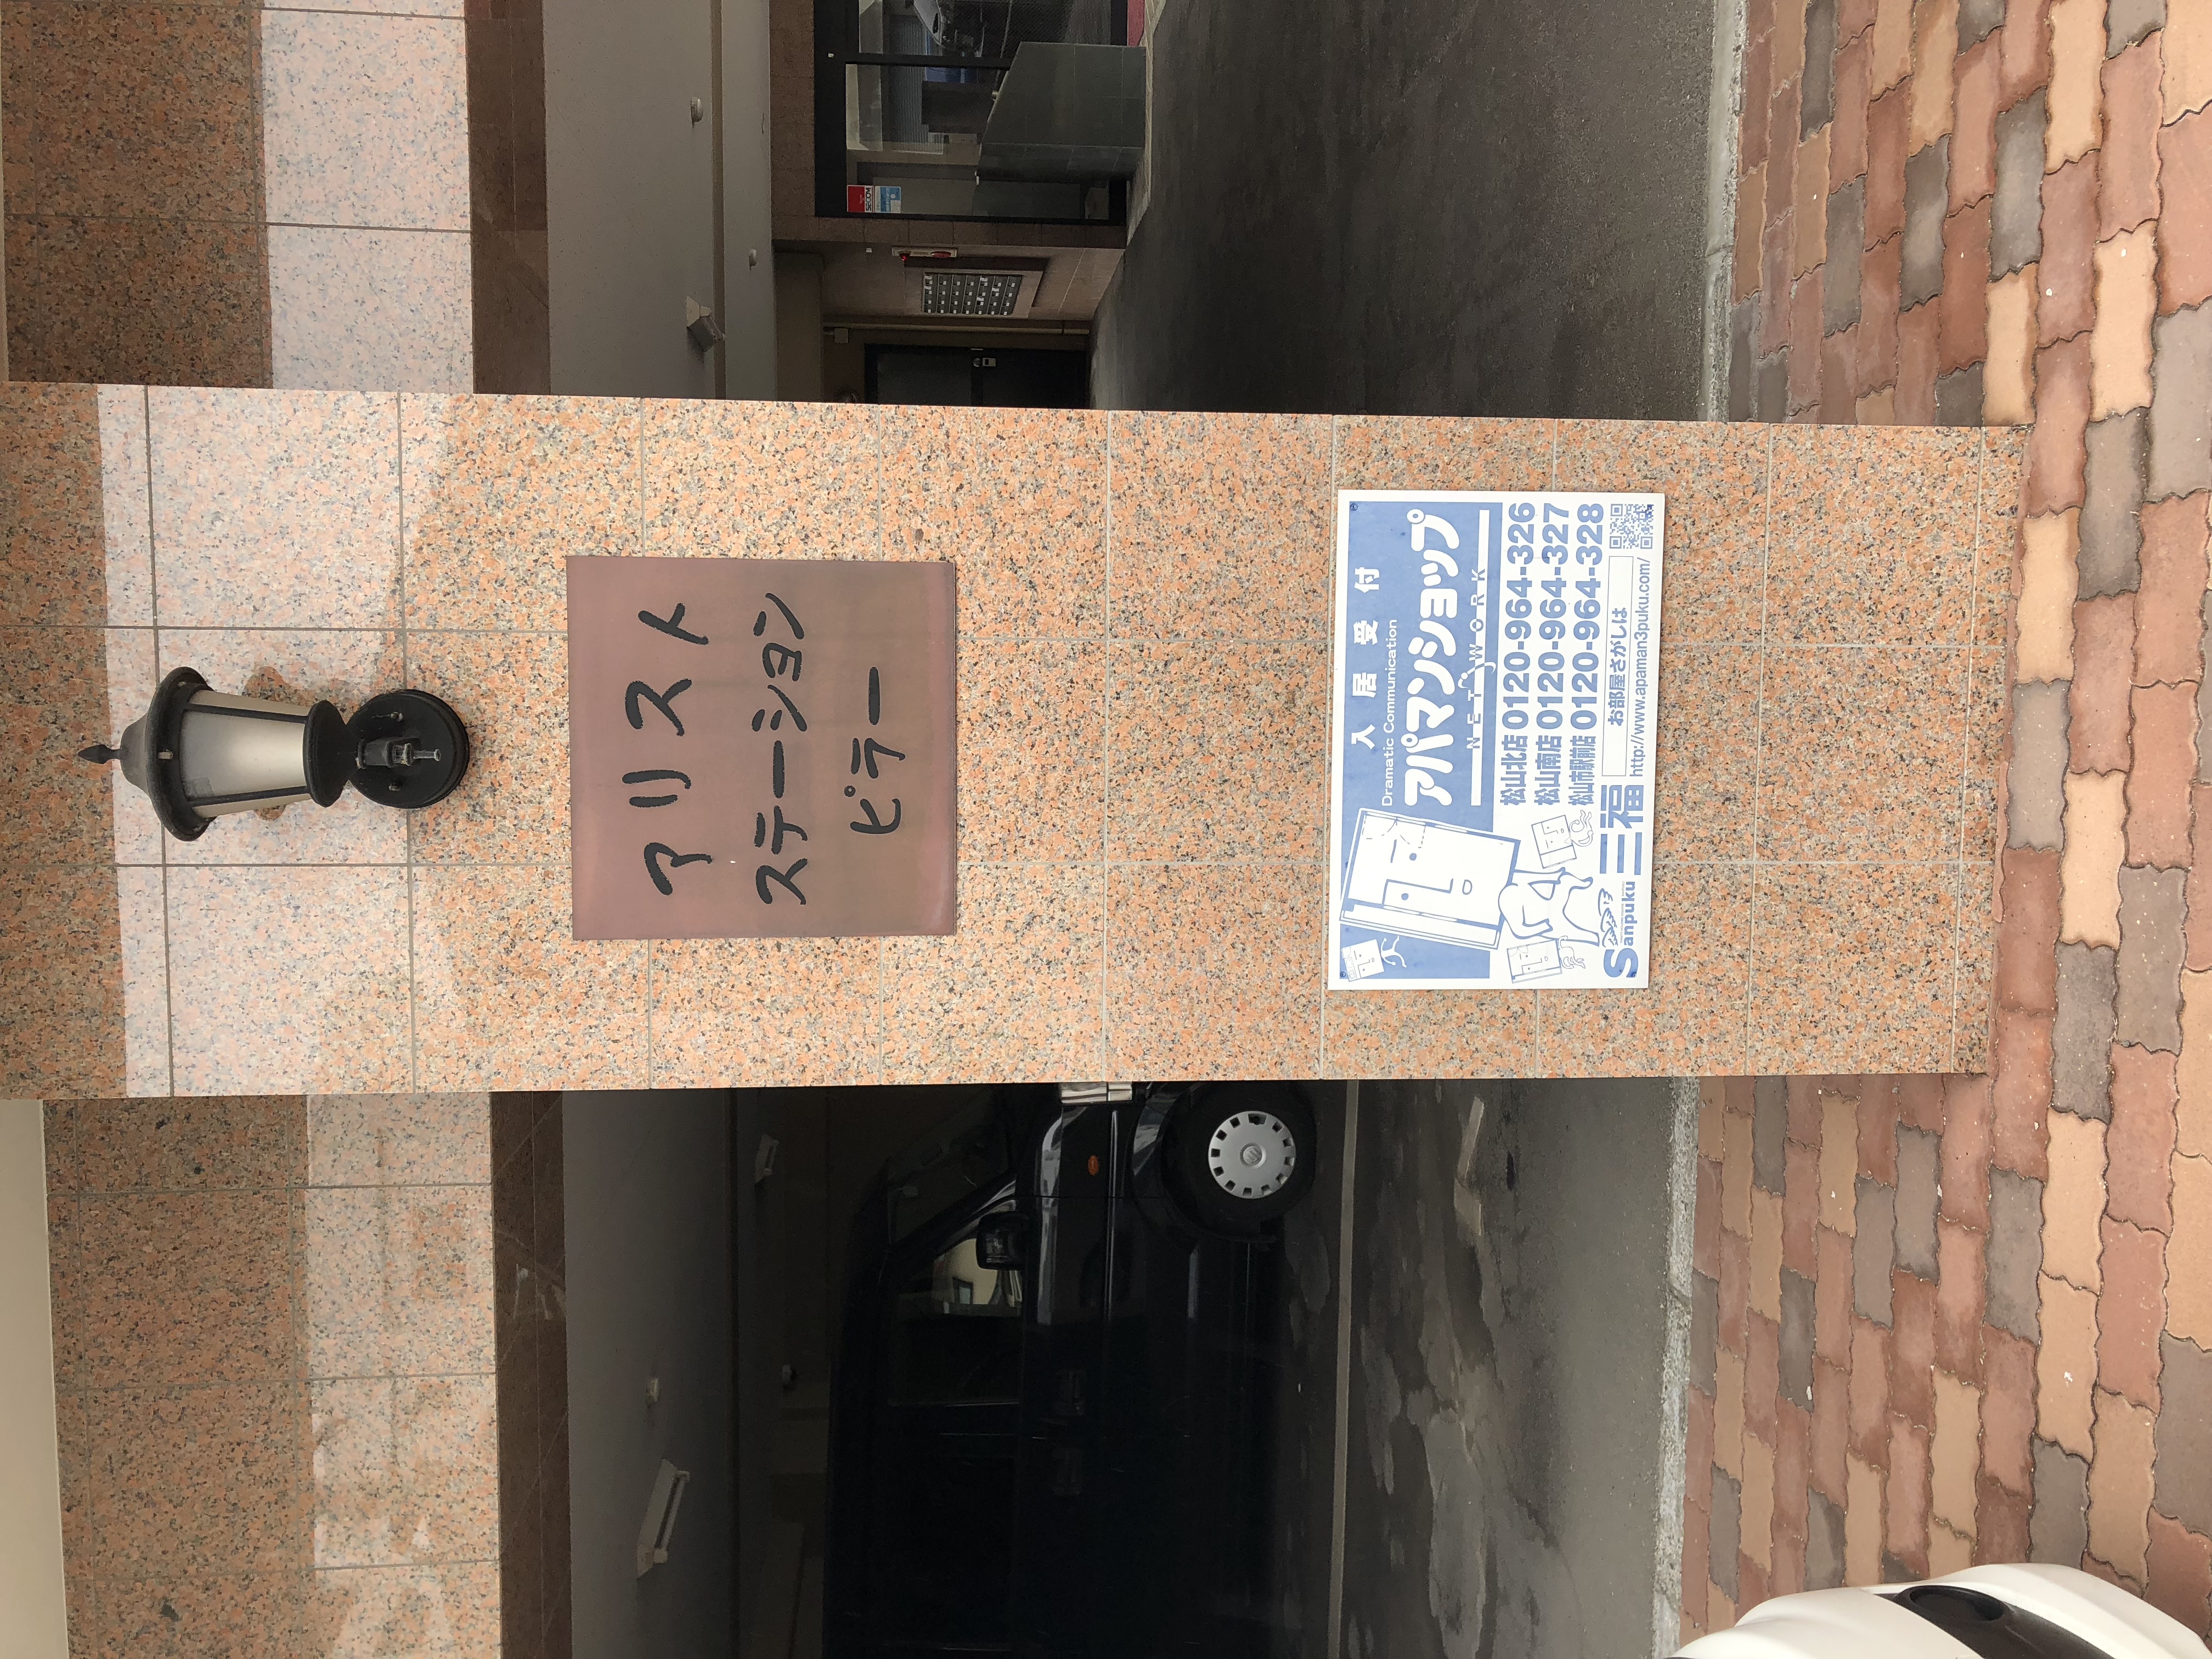 アリスト
ステーション
ピラー
入居受付
Dramatic Communication
アパマンショップ
NETWORK
松山北店 0120-964-326
松山南店 0120-964-327
松山市駅前店 0120-964-328
Sanpuku 三福
お部屋さがしは
http://www.apaman3puku.com/
SECOM